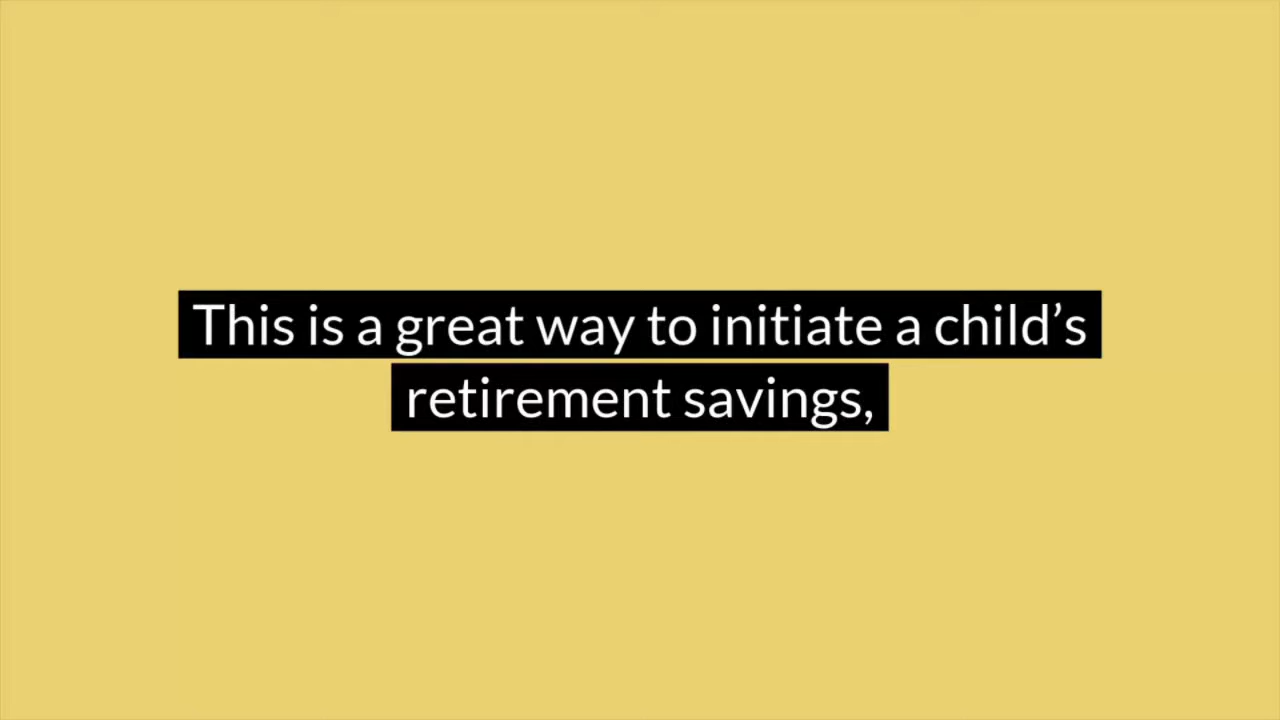 This is a great way to initiate a child’s
retirement savings,